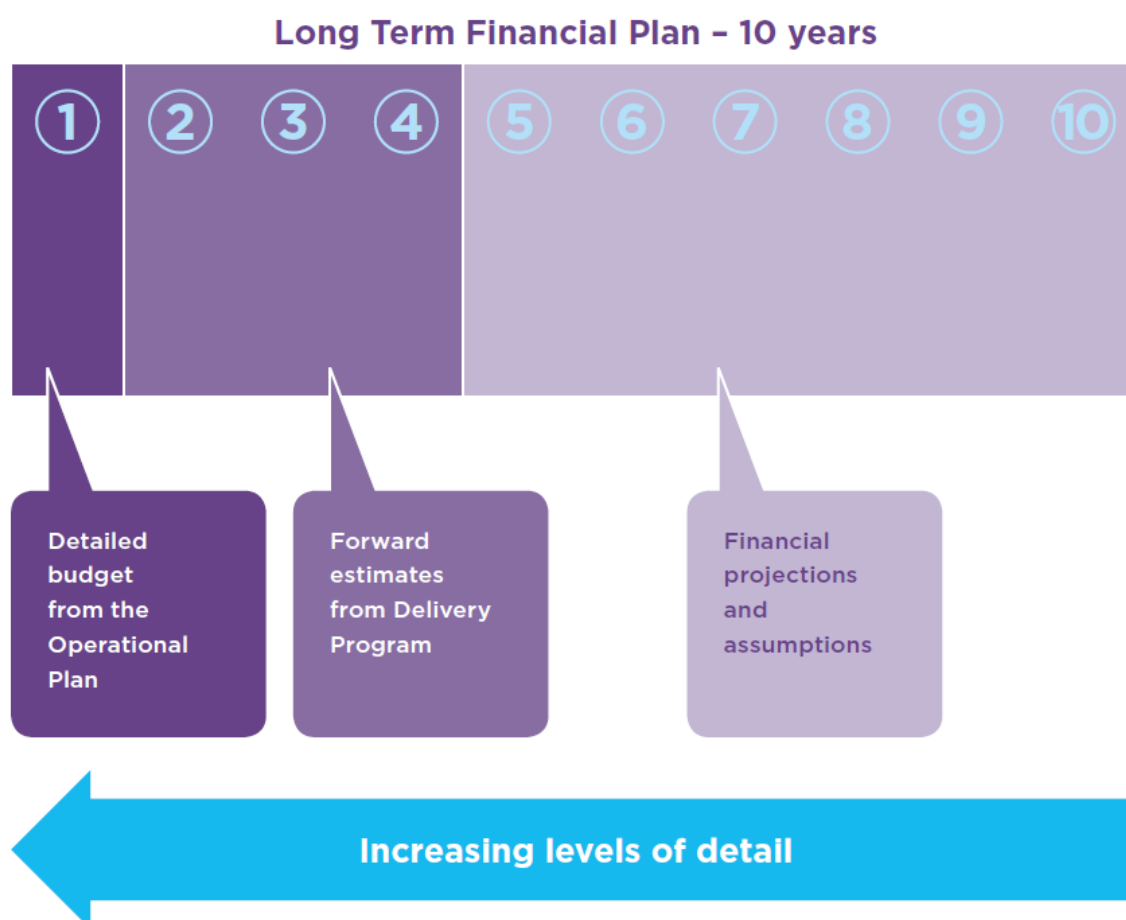 Long Term Financial Plan – 10 years
1 2 3 4 5 6 7 8 9 10
Detailed
budget
from the
Operational
Plan
Forward
estimates
from Delivery
Program
Financial
projections
and
assumptions
Increasing levels of detail